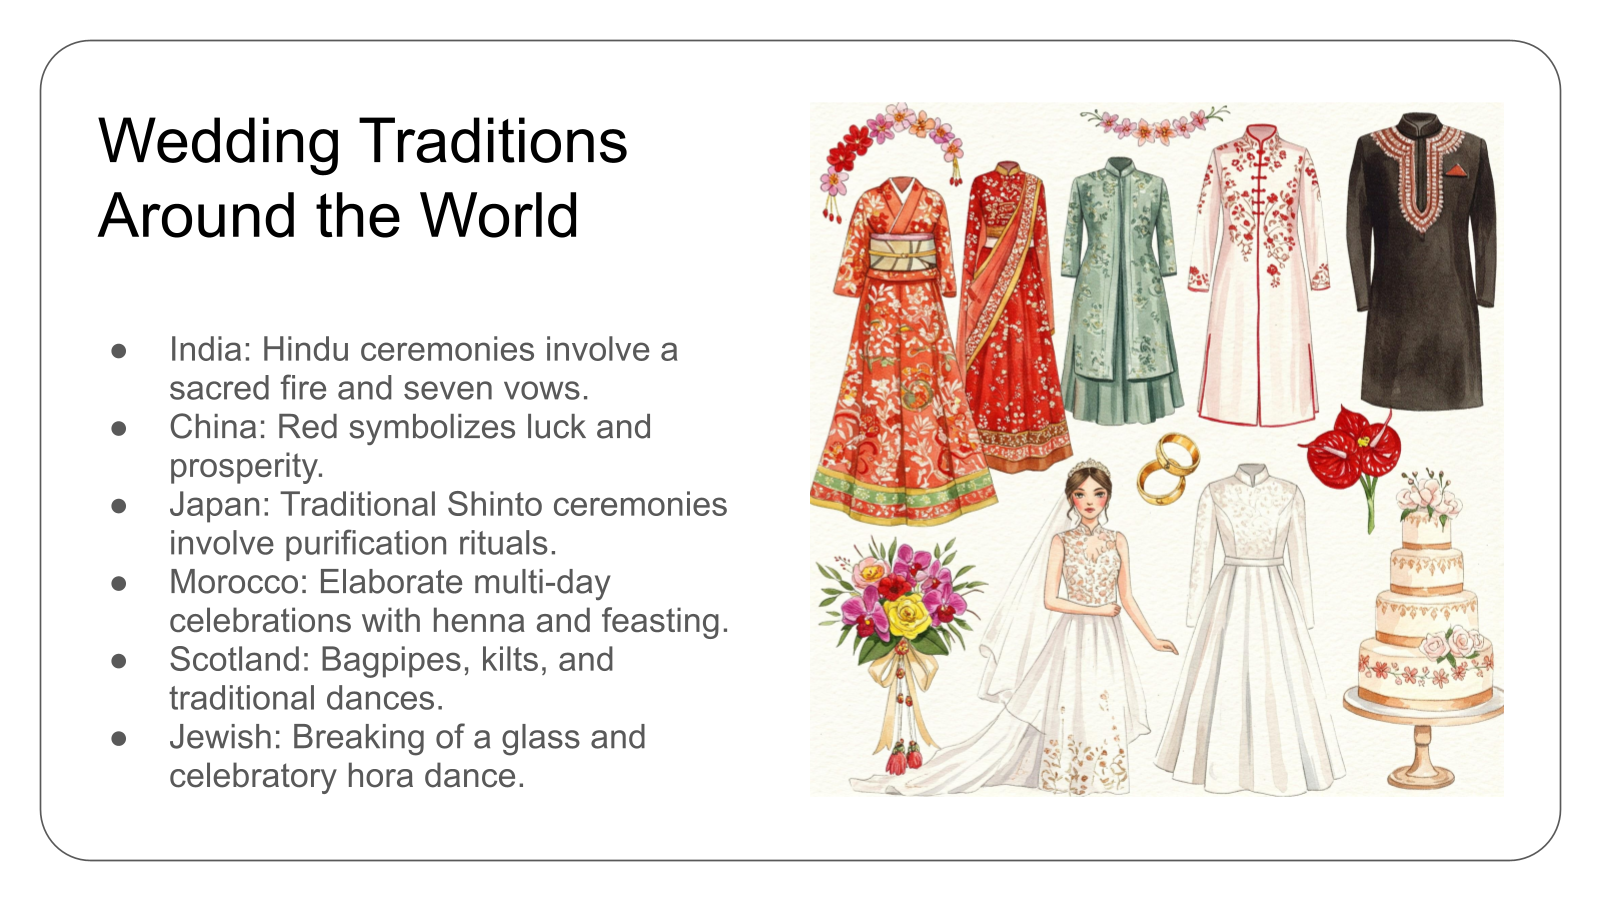 Wedding Traditions
Around the World
● India: Hindu ceremonies involve a
sacred fire and seven vows.
● China: Red symbolizes luck and
prosperity.
● Japan: Traditional Shinto ceremonies
involve purification rituals.
● Morocco: Elaborate multi-day
celebrations with henna and feasting.
● Scotland: Bagpipes, kilts, and
traditional dances.
● Jewish: Breaking of a glass and
celebratory hora dance.